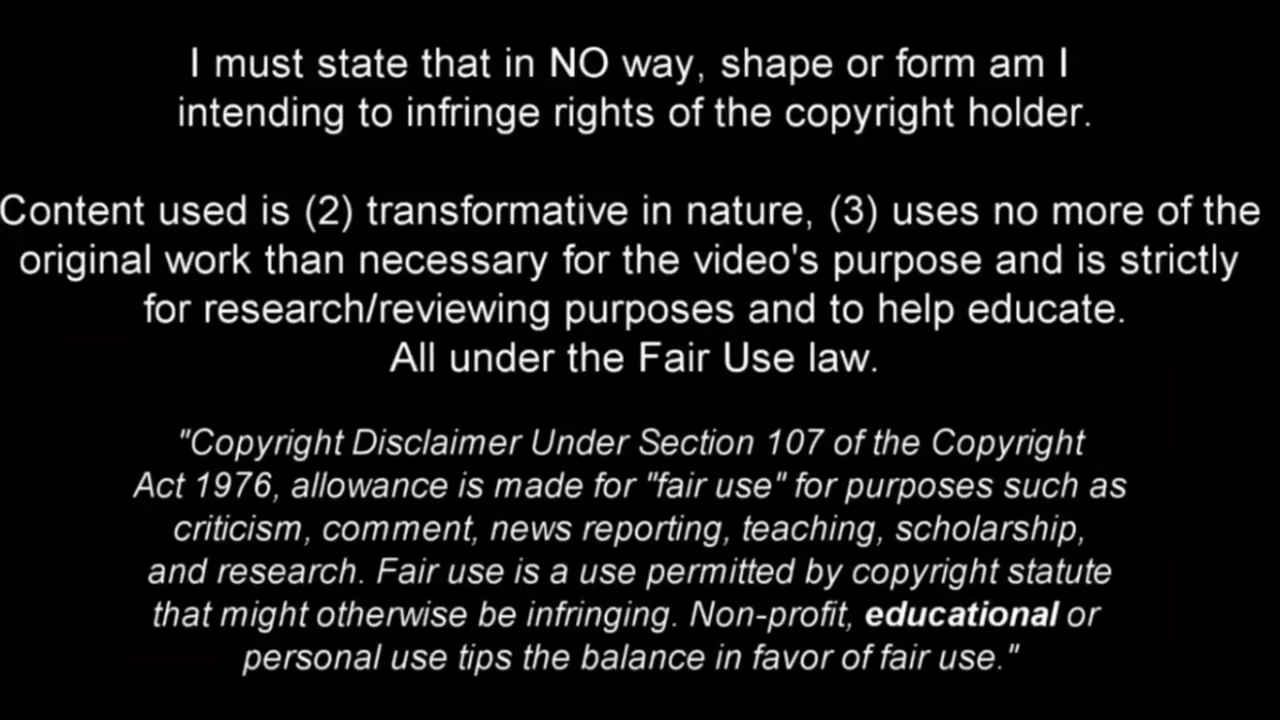 I must state that in NO way, shape or form am I
intending to infringe rights of the copyright holder.
Content used is (2) transformative in nature, (3) uses no more of the
original work than necessary for the video's purpose and is strictly
for research/reviewing purposes and to help educate.
All under the Fair Use law.
"Copyright Disclaimer Under Section 107 of the Copyright
Act 1976, allowance is made for "fair use" for purposes such as
criticism, comment, news reporting, teaching, scholarship,
and research. Fair use is a use permitted by copyright statute
that might otherwise be infringing. Non-profit, educational or
personal use tips the balance in favor of fair use."